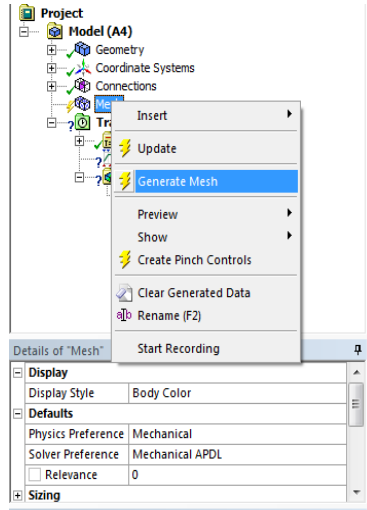 Project
Model (A4)
Geometry
Coordinate Systems
Connections
Mes
Tra
Insert
Update
Generate Mesh
Preview
Show
Create Pinch Controls
Clear Generated Data
Rename (F2)
Start Recording
Details of "Mesh"
Display
Display Style Body Color
Defaults
Physics Preference Mechanical
Solver Preference Mechanical APDL
Relevance 0
Sizing